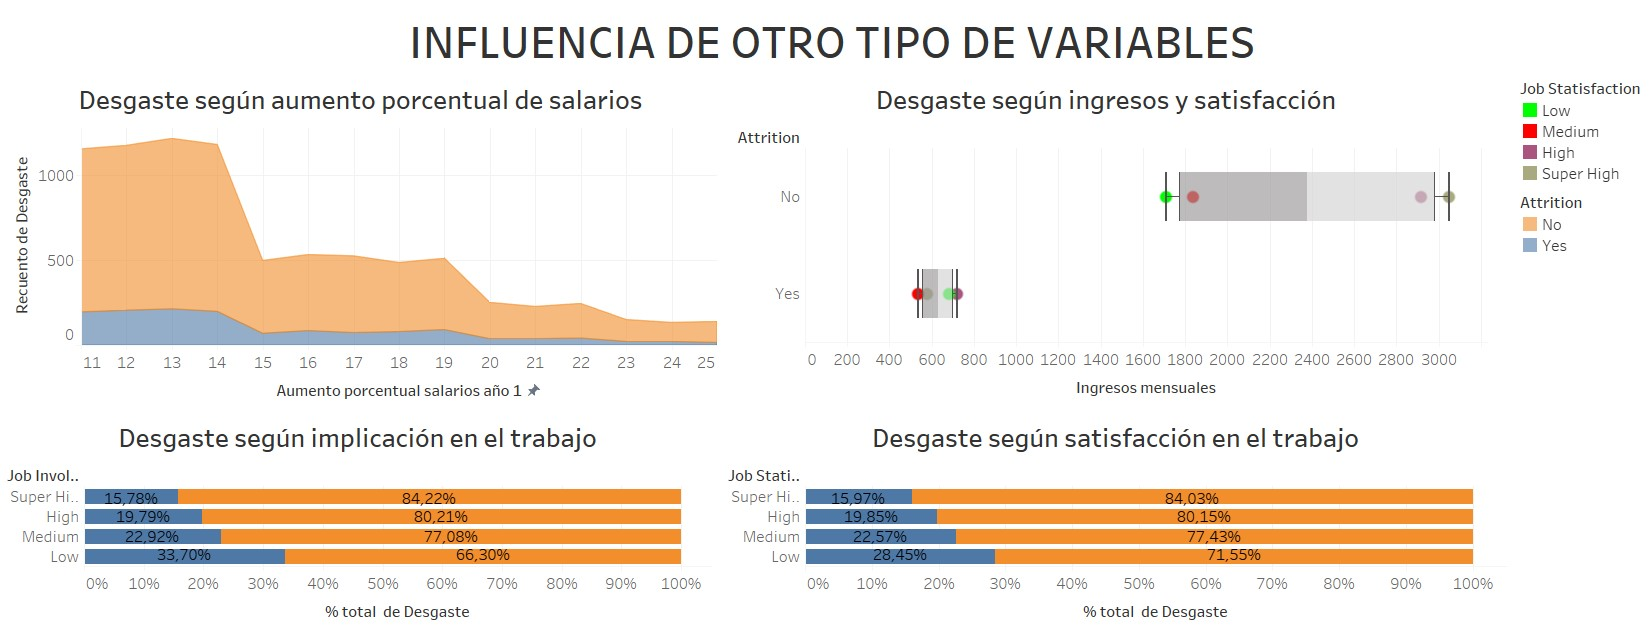 INFLUENCIA DE OTRO TIPO DE VARIABLES
Desgaste según aumento porcentual de salarios
Recuento de Desgaste
1000
500
0
11 12 13 14 15 16 17 18 19 20 21 22 23 24 25
Aumento porcentual salarios año 1
Desgaste según ingresos y satisfacción
Attrition
No
Yes
0 200 400 600 800 1000 1200 1400 1600 1800 2000 2200 2400 2600 2800 3000
Ingresos mensuales
Job Statisfaction
Low
Medium
High
Super High
Attrition
No
Yes
Desgaste según implicación en el trabajo
Job Invol..
Super Hi.. 15,78% 84,22%
High 19,79% 80,21%
Medium 22,92% 77,08%
Low 33,70% 66,30%
0% 10% 20% 30% 40% 50% 60% 70% 80% 90% 100%
% total de Desgaste
Desgaste según satisfacción en el trabajo
Job Stati..
Super Hi.. 15,97% 84,03%
High 19,85% 80,15%
Medium 22,57% 77,43%
Low 28,45% 71,55%
0% 10% 20% 30% 40% 50% 60% 70% 80% 90% 100%
% total de Desgaste